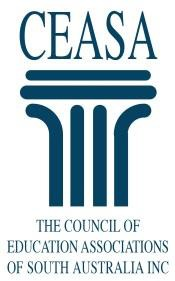 CEASA
THE COUNCIL OF
EDUCATION ASSOCIATIONS
OF SOUTH AUSTRALIA INC